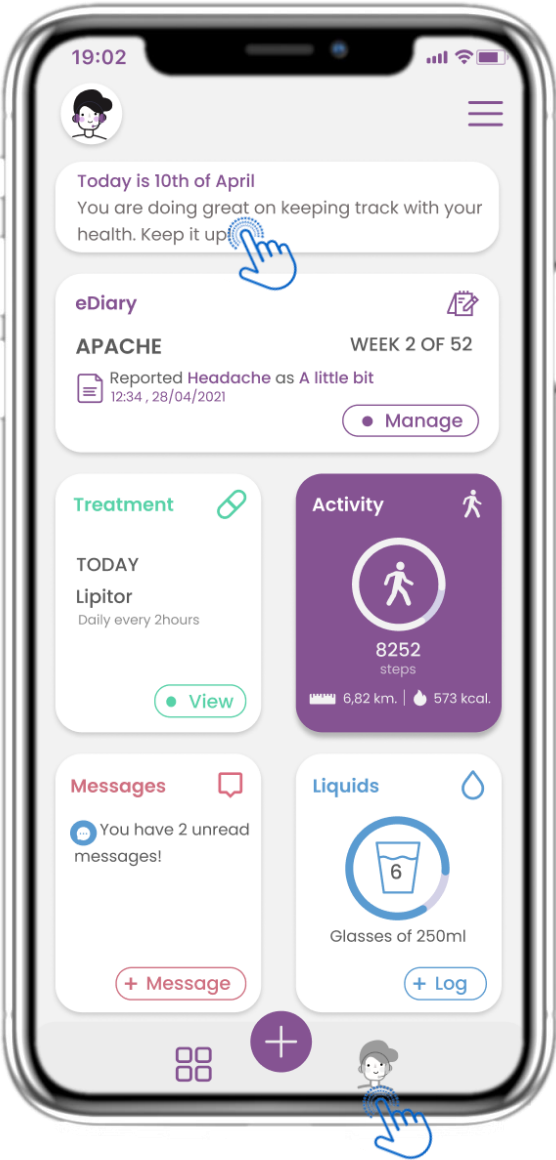 19:02
Today is 10th of April
You are doing great on keeping track with your
health. Keep it up!
eDiary
APACHE
WEEK 2 OF 52
Reported Headache as A little bit
12:34 , 28/04/2021
Manage
Treatment
TODAY
Lipitor
Daily every 2hours
View
Activity
8252
steps
6,82 km. | 573 kcal.
Messages
You have 2 unread
messages!
+ Message
Liquids
6
Glasses of 250ml
+ Log